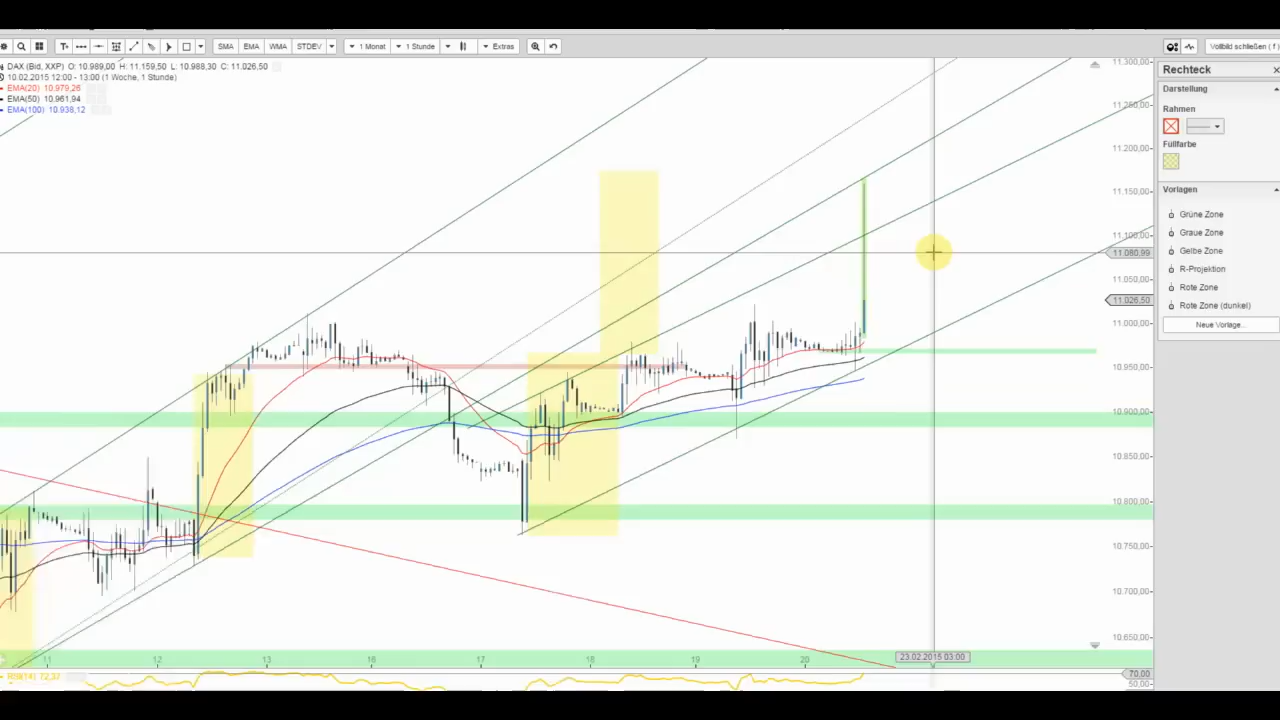 SMA EMA WMA STDEV 1 Monat 1 Stunde Extras Vollbild schließen ( f )
DAX (Bid, XXP) O: 10.989,00 H: 11.159,50 L: 10.988,30 C: 11.026,50
10.02.2015 12:00 - 13:00 (1 Woche, 1 Stunde)
EMA(20) 10.979,26
EMA(50) 10.961,94
EMA(100) 10.938,12
Rechteck
Darstellung
Rahmen
Füllfarbe
Vorlagen
Grüne Zone
Graue Zone
Gelbe Zone
R-Projektion
Rote Zone
Rote Zone (dunkel)
Neue Vorlage...
11.300,00
11.250,00
11.200,00
11.150,00
11.100,00
11.080,99
11.050,00
11.026,50
11.000,00
10.950,00
10.900,00
10.850,00
10.800,00
10.750,00
10.700,00
10.650,00
11 12 13 16 17 18 19 20 23.02.2015 03:00
RSI(14) 72,37
70,00
50,00